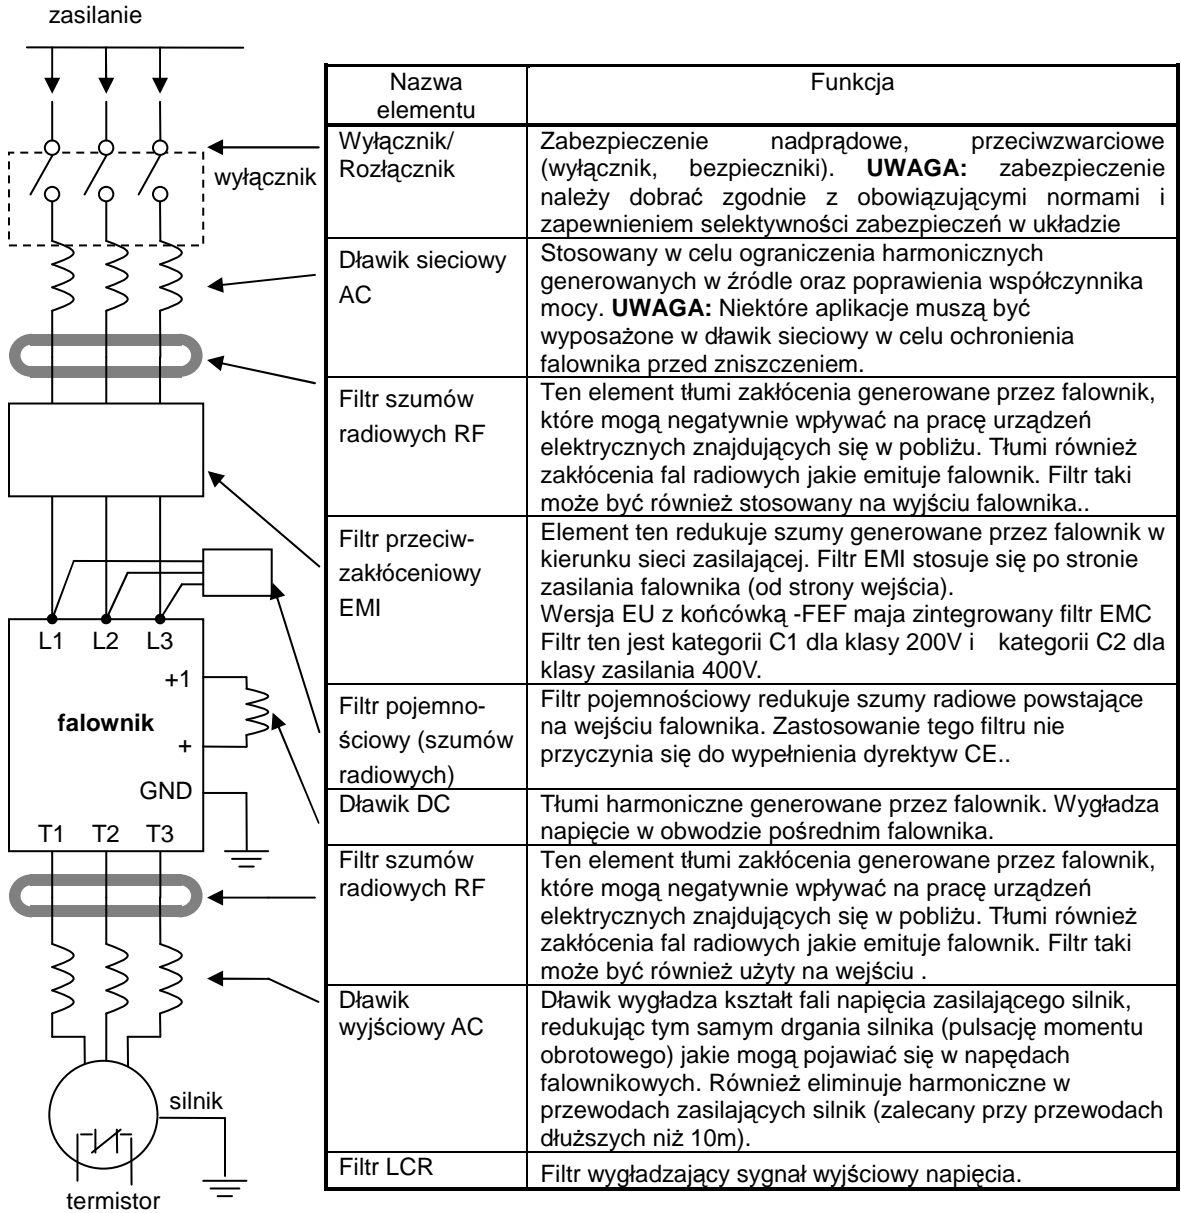 zasilanie
wyłącznik
L1 L2 L3
+1
falownik
+
GND
T1 T2 T3
silnik
termistor
Nazwa
elementu
Funkcja
Wyłącznik/
Rozłącznik
Zabezpieczenie nadprądowe, przeciwzwarciowe
(wyłącznik, bezpieczniki). UWAGA: zabezpieczenie
należy dobrać zgodnie z obowiązującymi normami i
zapewnieniem selektywności zabezpieczeń w układzie
Dławik sieciowy
AC
Stosowany w celu ograniczenia harmonicznych
generowanych w źródle oraz poprawienia współczynnika
mocy. UWAGA: Niektóre aplikacje muszą być
wyposażone w dławik sieciowy w celu ochronienia
falownika przed zniszczeniem.
Filtr szumów
radiowych RF
Ten element tłumi zakłócenia generowane przez falownik,
które mogą negatywnie wpływać na pracę urządzeń
elektrycznych znajdujących się w pobliżu. Tłumi również
zakłócenia fal radiowych jakie emituje falownik. Filtr taki
może być również stosowany na wyjściu falownika..
Filtr przeciw-
zakłóceniowy
EMI
Element ten redukuje szumy generowane przez falownik w
kierunku sieci zasilającej. Filtr EMI stosuje się po stronie
zasilania falownika (od strony wejścia).
Wersja EU z końcówką -FEF maja zintegrowany filtr EMC
Filtr ten jest kategorii C1 dla klasy 200V i kategorii C2 dla
klasy zasilania 400V.
Filtr pojemno-
ściowy (szumów
radiowych)
Filtr pojemnościowy redukuje szumy radiowe powstające
na wejściu falownika. Zastosowanie tego filtru nie
przyczynia się do wypełnienia dyrektyw CE..
Dławik DC
Tłumi harmoniczne generowane przez falownik. Wygładza
napięcie w obwodzie pośrednim falownika.
Filtr szumów
radiowych RF
Ten element tłumi zakłócenia generowane przez falownik,
które mogą negatywnie wpływać na pracę urządzeń
elektrycznych znajdujących się w pobliżu. Tłumi również
zakłócenia fal radiowych jakie emituje falownik. Filtr taki
może być również użyty na wejściu .
Dławik
wyjściowy AC
Dławik wygładza kształt fali napięcia zasilającego silnik,
redukując tym samym drgania silnika (pulsację momentu
obrotowego) jakie mogą pojawiać się w napędach
falownikowych. Również eliminuje harmoniczne w
przewodach zasilających silnik (zalecany przy przewodach
dłuższych niż 10m).
Filtr LCR
Filtr wygładzający sygnał wyjściowy napięcia.